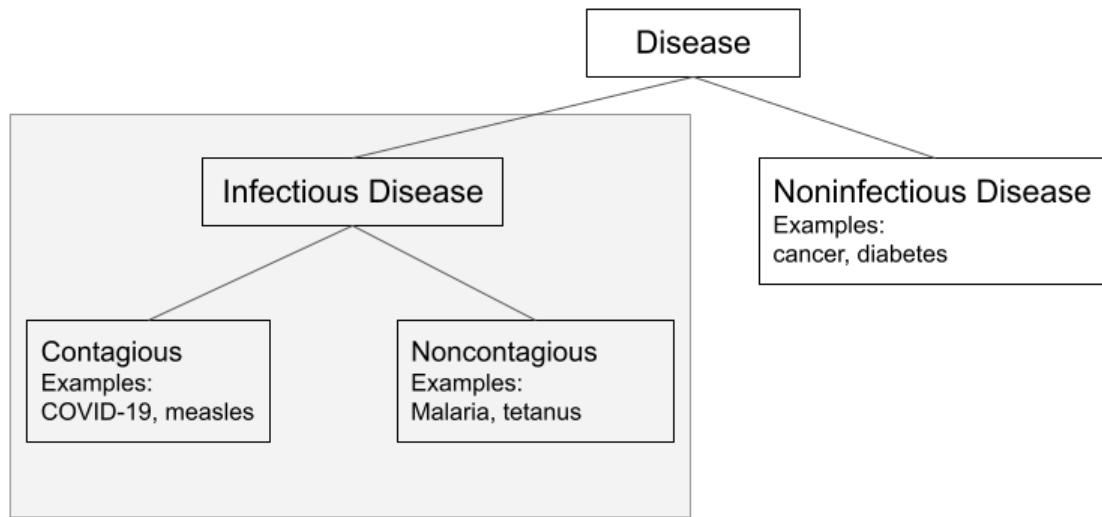 Disease
Infectious Disease
Noninfectious Disease
Examples:
cancer, diabetes
Contagious
Examples:
COVID-19, measles
Noncontagious
Examples:
Malaria, tetanus